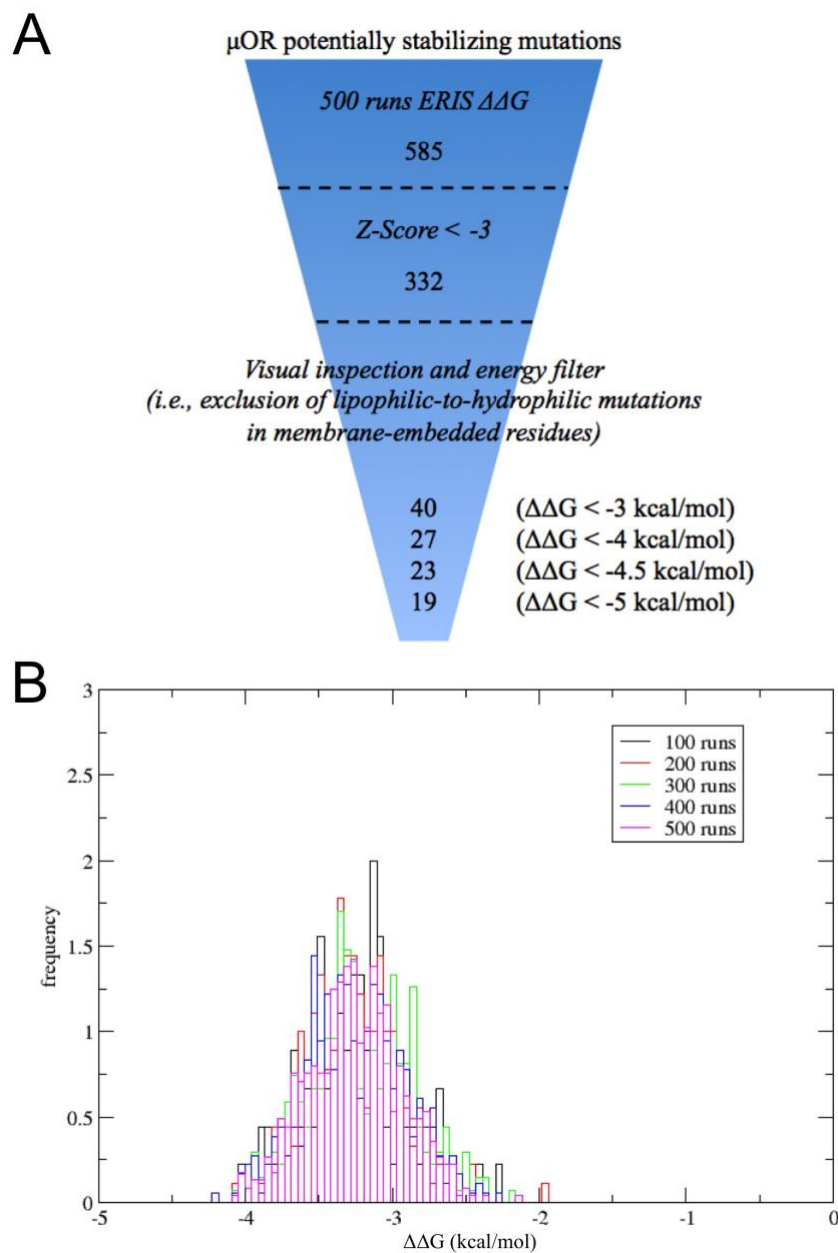 A
μOR potentially stabilizing mutations
500 runs ERIS ΔΔG
585
Z-Score < -3
332
Visual inspection and energy filter
(i.e., exclusion of lipophilic-to-hydrophilic mutations
in membrane-embedded residues)
40 (ΔΔG < -3 kcal/mol)
27 (ΔΔG < -4 kcal/mol)
23 (ΔΔG < -4.5 kcal/mol)
19 (ΔΔG < -5 kcal/mol)
B
3
2.5
2
1.5
1
0.5
0
frequency
100 runs
200 runs
300 runs
400 runs
500 runs
-5 -4 -3 -2 -1 0
ΔΔG (kcal/mol)